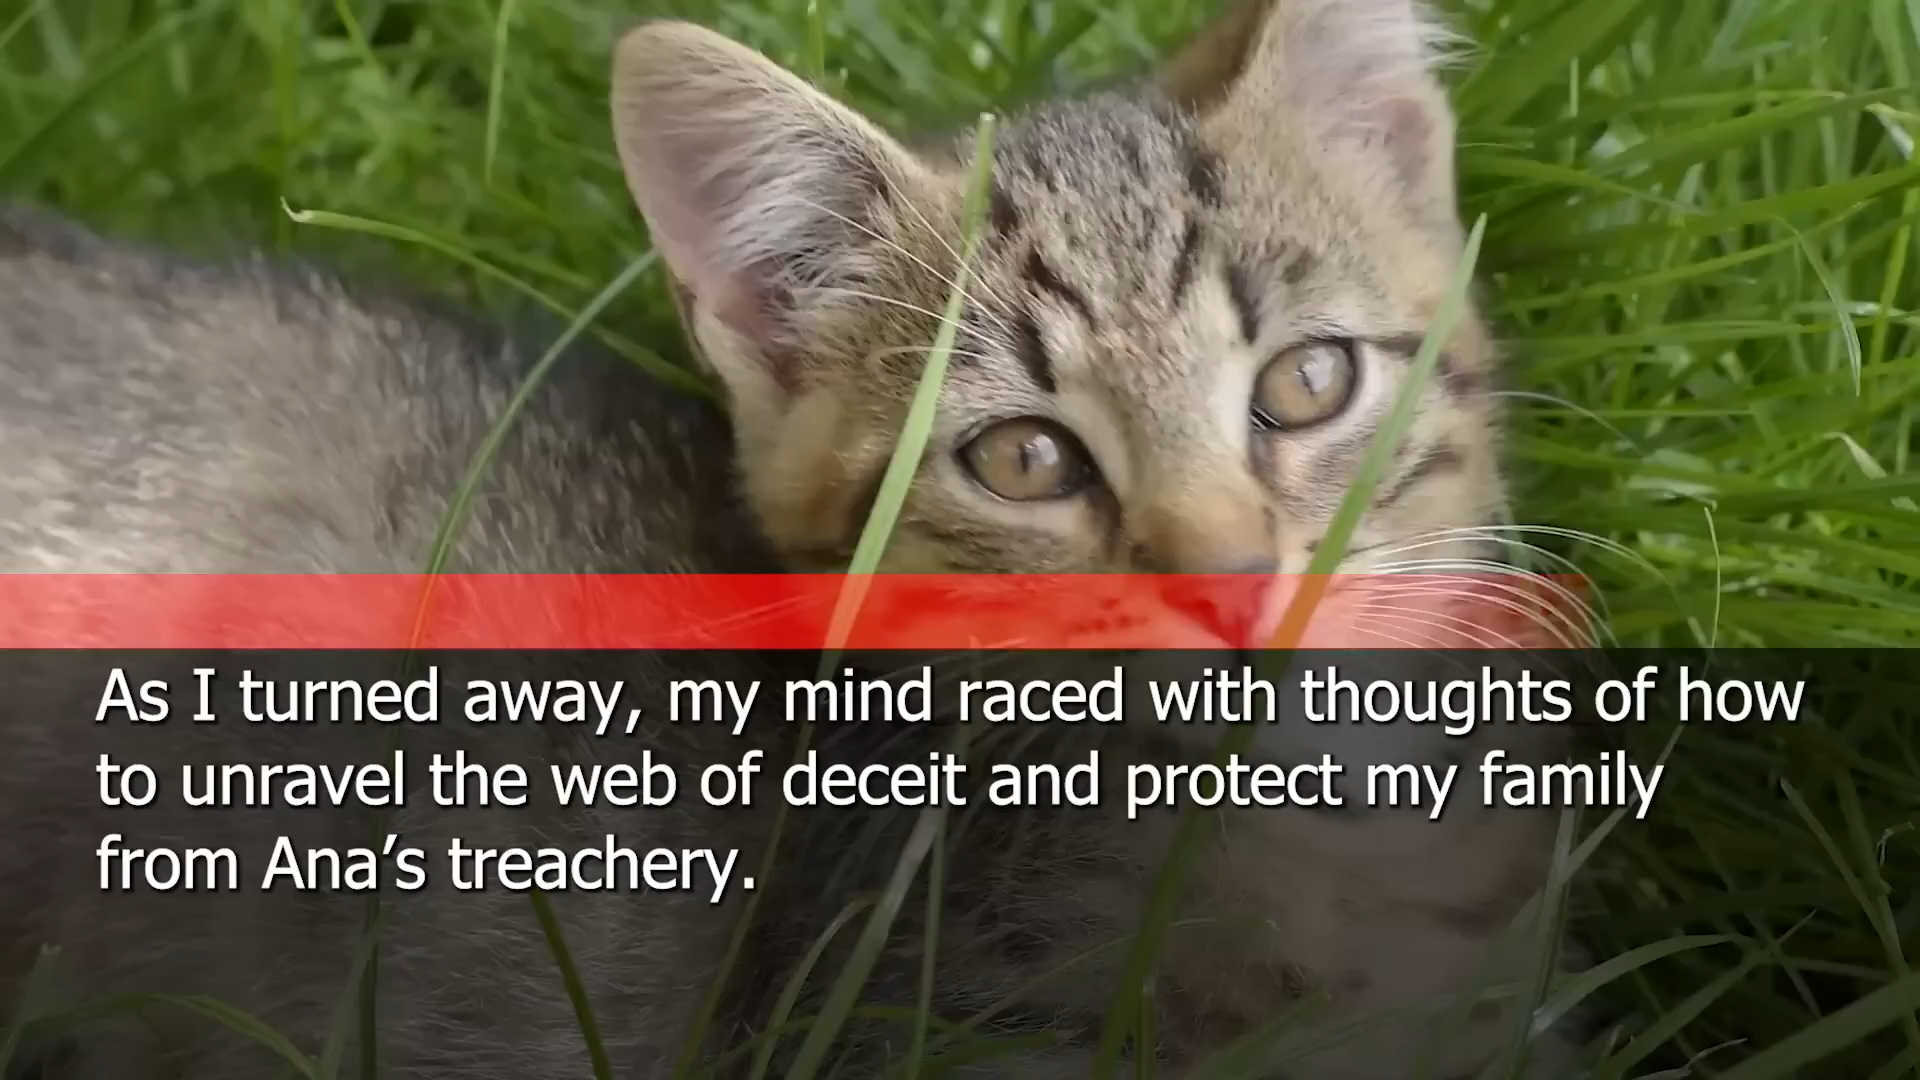 As I turned away, my mind raced with thoughts of how
to unravel the web of deceit and protect my family
from Ana’s treachery.